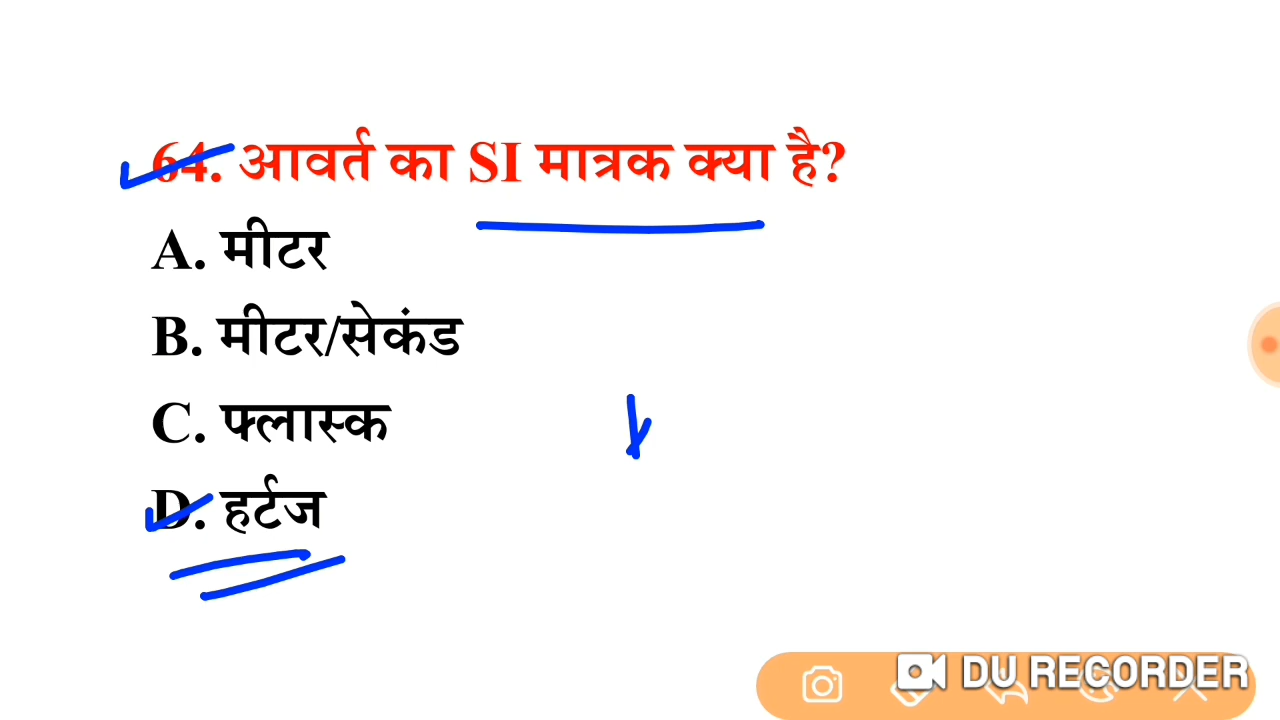 64. आवर्त का SI मात्रक क्या है?
A. मीटर
B. मीटर/सेकंड
C. फ्लास्क
D. हर्टज
DU RECORDER